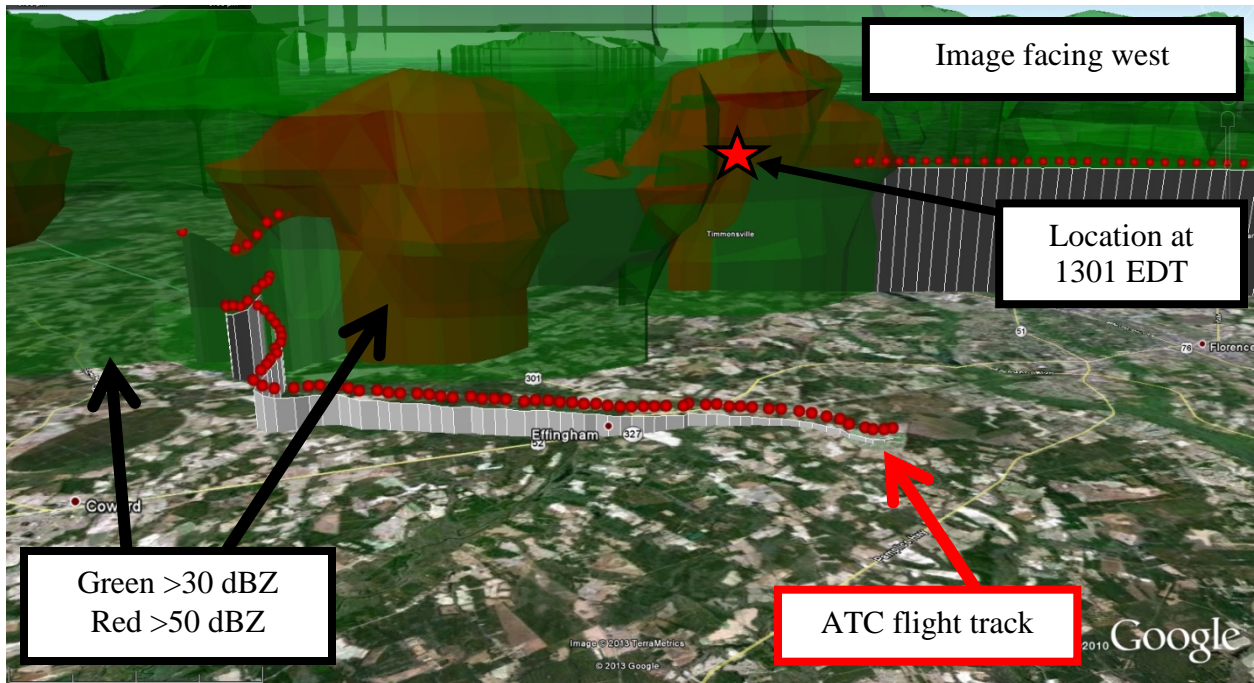 Image facing west
Timmonsville
Location at
1301 EDT
51
76
Florence
301
Effingham
327
52
Coward
Green >30 dBZ
Red >50 dBZ
ATC flight track
Image © 2013 TerraMetrics
© 2013 Google
2010 Google